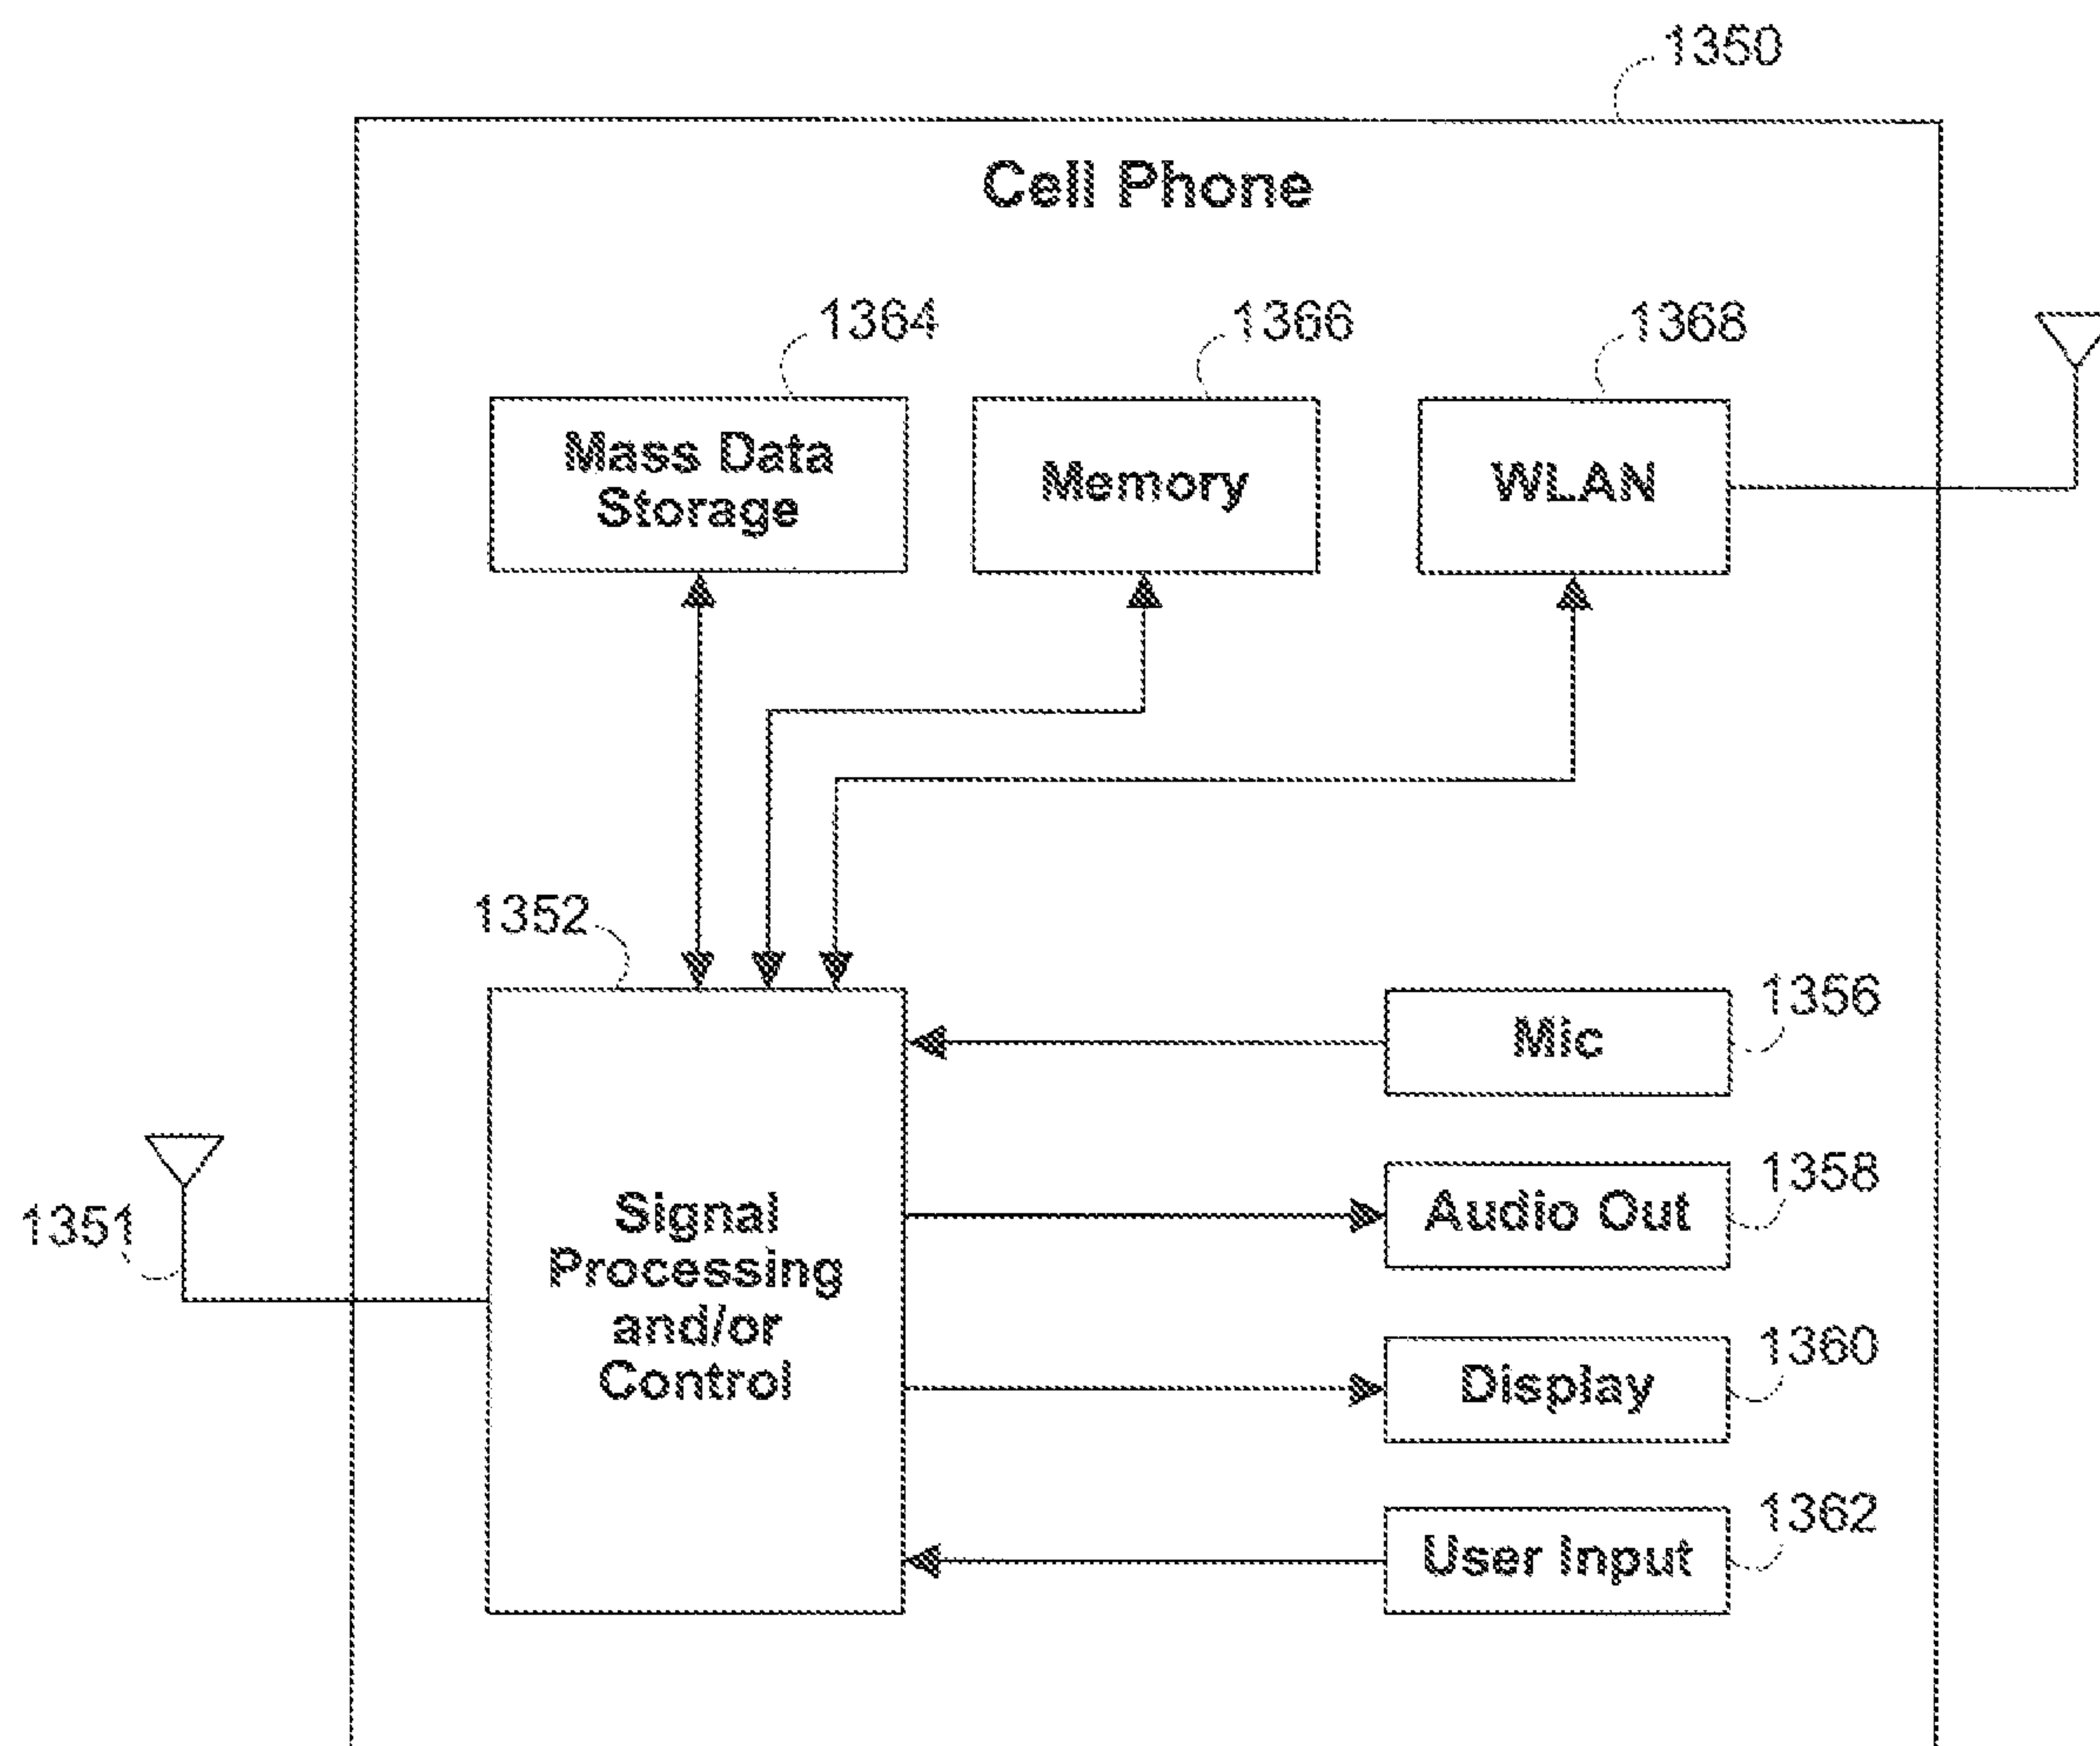 1350
Cell Phone
1364
1366
1368
Mass Data
Storage
Memory
WLAN
1352
1356
Mic
1351
Signal
Processing
and/or
Control
1358
Audio Out
1360
Display
1362
User Input